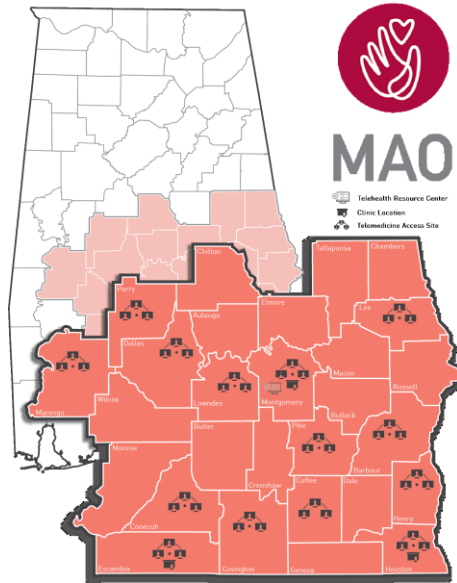 MAO
Telehealth Resource Center
Clinic Location
Telemedicine Access Site
Chilton
Tallapoosa
Chambers
Perry
Autauga
Elmore
Lee
Dallas
Macon
Marengo
Wilcox
Lowndes
Montgomery
Russell
Bullock
Monroe
Butler
Pike
Crenshaw
Coffee
Dale
Barbour
Henry
Conecuh
Escambia
Covington
Geneva
Houston